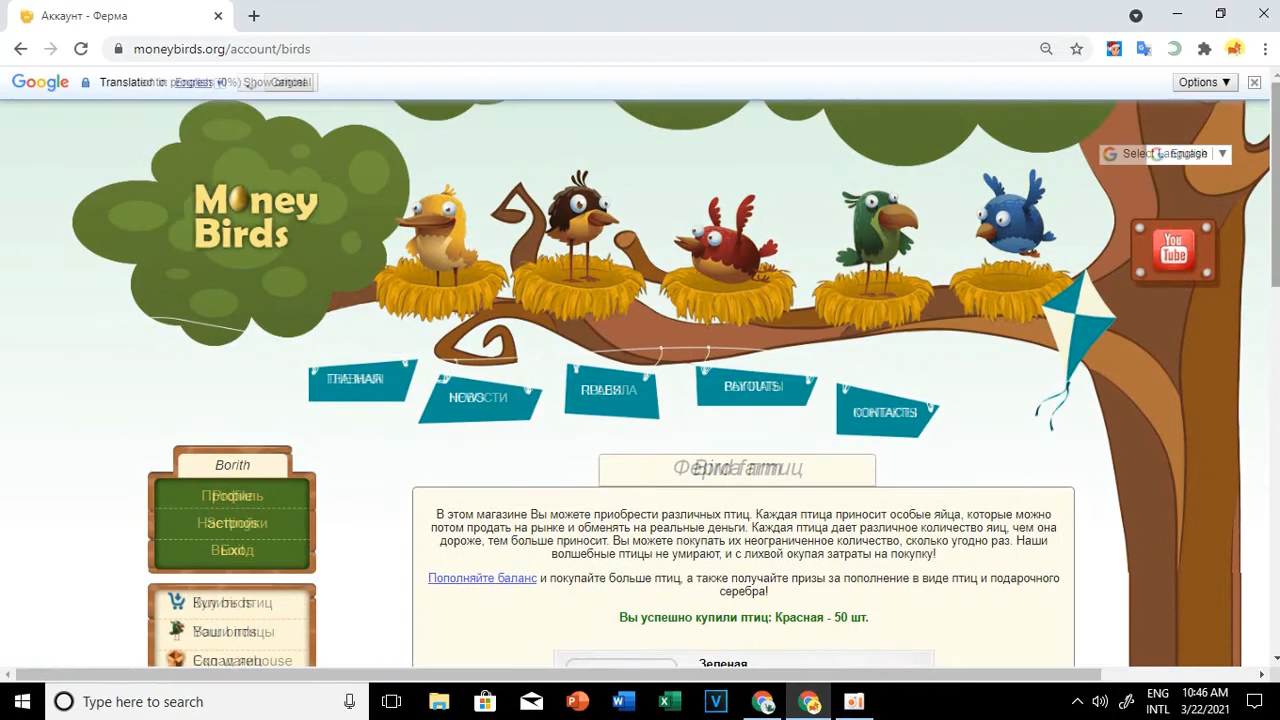 Аккаунт - Ферма
moneybirds.org/account/birds
Google
Options ▼
Money
Birds
You
Tube
CONTACTS
Borith
В этом магазине Вы можете приобрести различных птиц. Каждая птица приносит особые яйца, которые можно
потом продать на рынке и обменять на реальные деньги. Каждая птица дает различное количество яиц, чем она
дороже, тем больше приносит. Вы можете покупать их неограниченное количество, сколько угодно раз. Наши
волшебные птицы не умирают, и с лихвой окупая затраты на покупку!
Пополняйте баланс и покупайте больше птиц, а также получайте призы за пополнение в виде птиц и подарочного
серебра!
Вы успешно купили птиц: Красная - 50 шт.
Зеленая
Type here to search
ENG
INTL
10:46 AM
3/22/2021